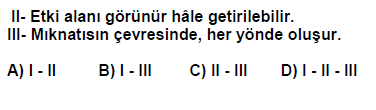 II- Etki alanı görünür hâle getirilebilir.
III- Mıknatısın çevresinde, her yönde oluşur.
A) I - II B) I - III C) II - III D) I - II - III